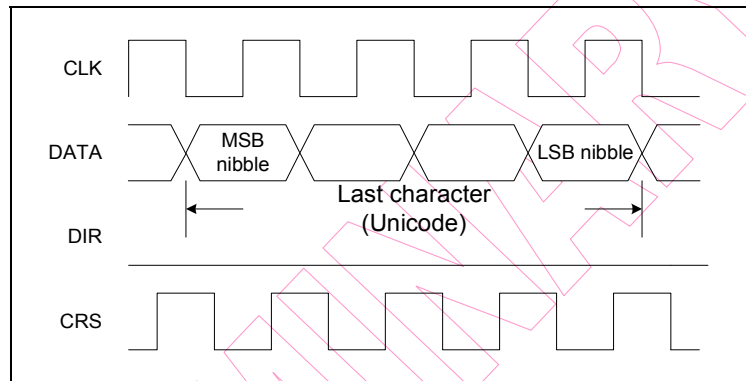 CLK
DATA
MSB
nibble
LSB nibble
Last character
(Unicode)
DIR
CRS